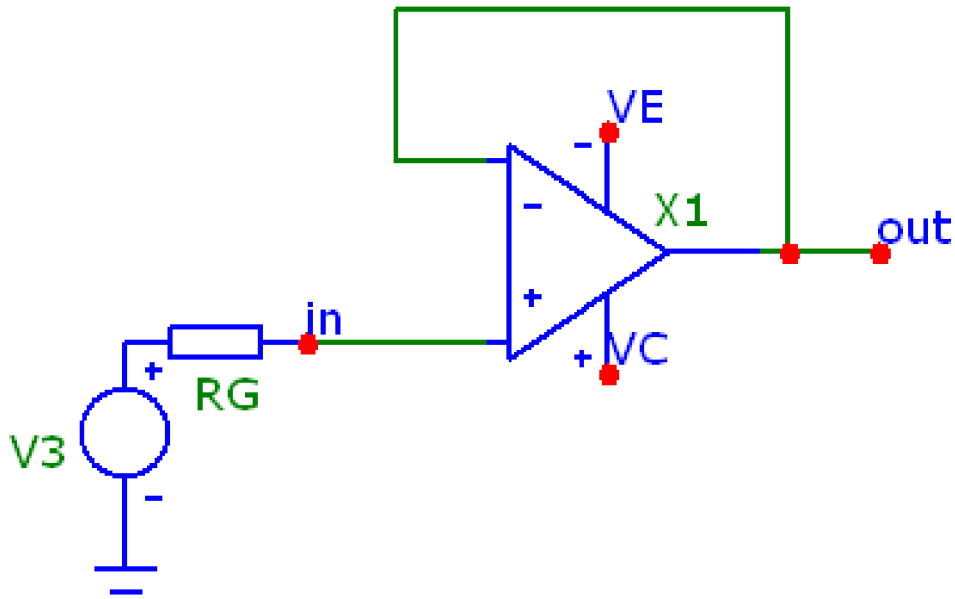 VE
-
X1
-
out
+
in
VC
+
+
RG
V3
-